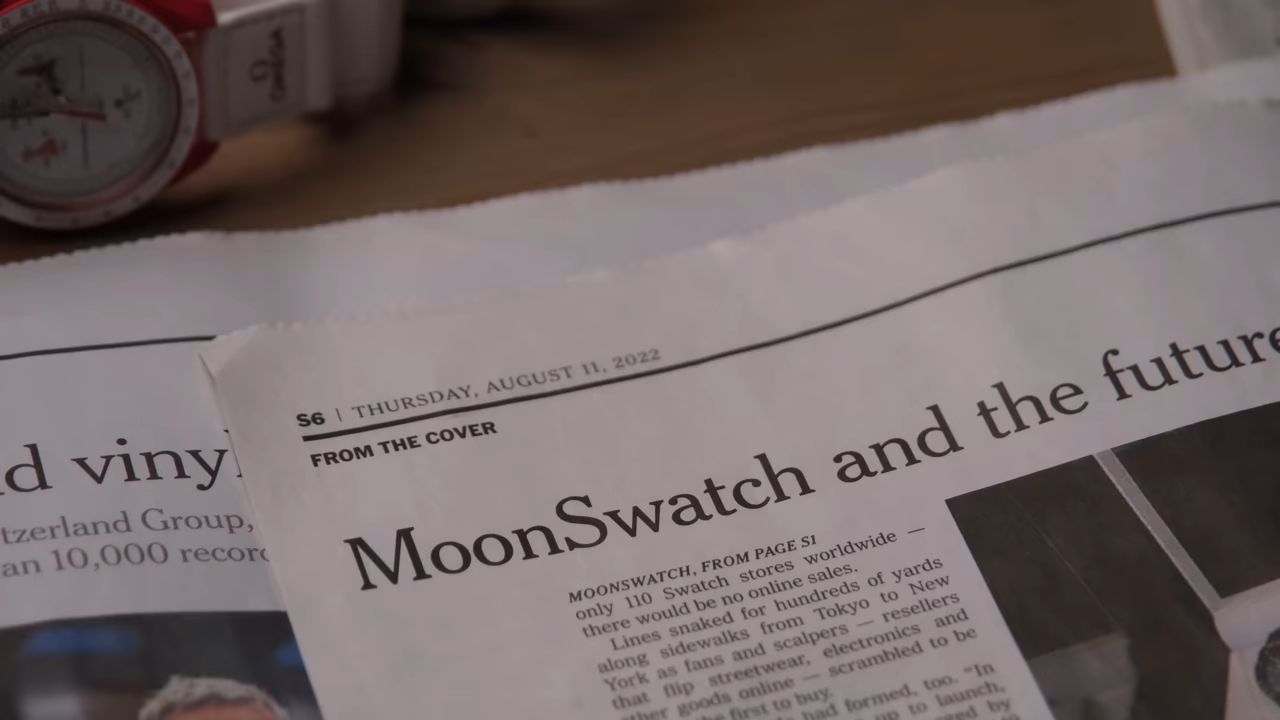 Ω
S6 | THURSDAY, AUGUST 11, 2022
FROM THE COVER
MoonSwatch and the future
MOONSWATCH, FROM PAGE S1
only 110 Swatch stores worldwide —
there would be no online sales.
Lines snaked for hundreds of yards
along sidewalks from Tokyo to New
York as fans and scalpers — resellers
that flip streetwear, electronics and
other goods online — scrambled to be
the first to buy.
had formed, too. “In
up to launch,
by
d vinyl
tzerland Group,
an 10,000 record